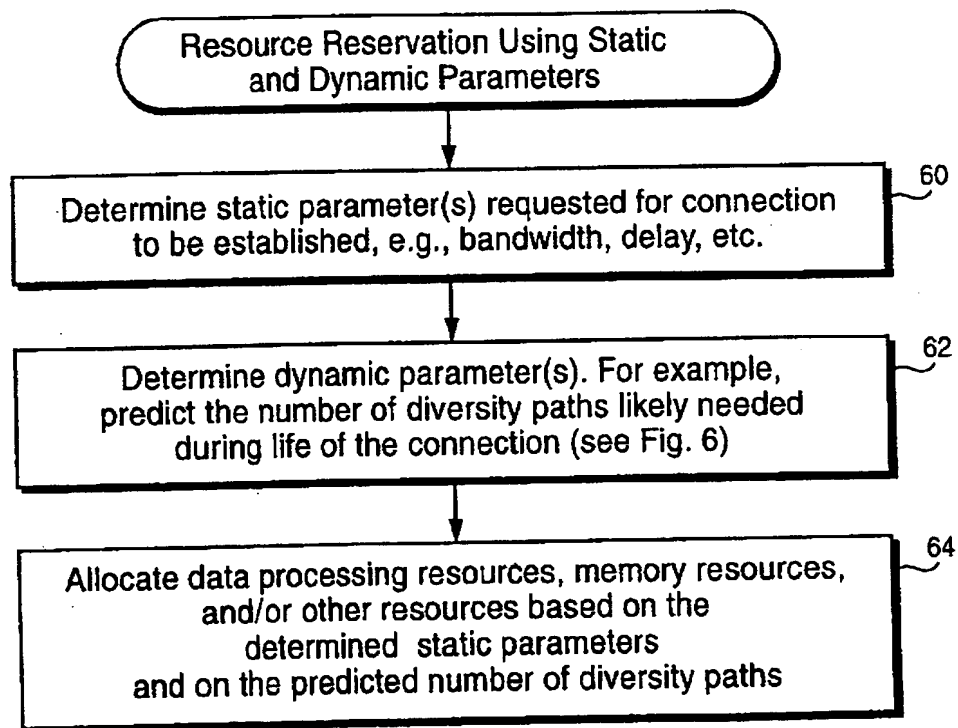 Resource Reservation Using Static
and Dynamic Parameters
60
Determine static parameter(s) requested for connection
to be established, e.g., bandwidth, delay, etc.
62
Determine dynamic parameter(s). For example,
predict the number of diversity paths likely needed
during life of the connection (see Fig. 6)
64
Allocate data processing resources, memory resources,
and/or other resources based on the
determined static parameters
and on the predicted number of diversity paths